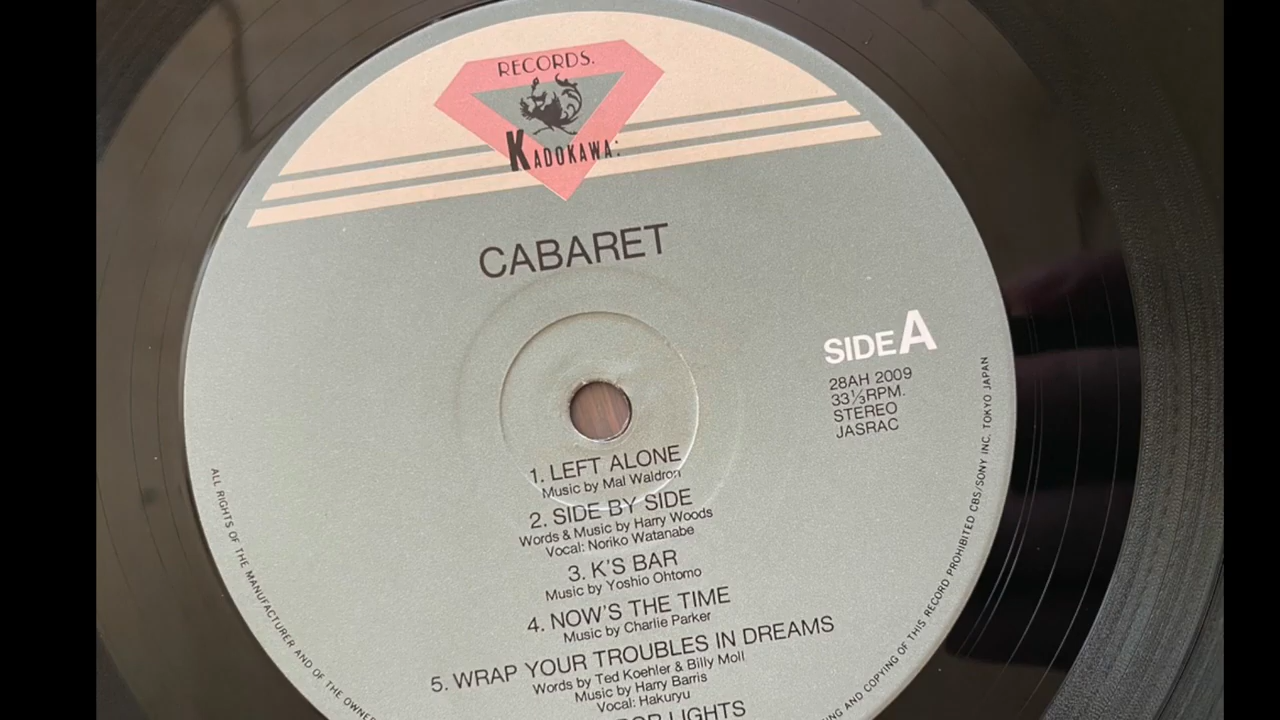 RECORDS.
KADOKAWA:
CABARET
SIDE A
28AH 2009
33⅓RPM.
STEREO
JASRAC
1. LEFT ALONE
Music by Mal Waldron
2. SIDE BY SIDE
Words & Music by Harry Woods
Vocal: Noriko Watanabe
3. K'S BAR
Music by Yoshio Ohtomo
4. NOW'S THE TIME
Music by Charlie Parker
5. WRAP YOUR TROUBLES IN DREAMS
Words by Ted Koehler & Billy Moll
Music by Harry Barris
Vocal: Hakuryu
LIGHTS
ALL RIGHTS OF THE MANUFACTURER AND OF THE OWNER
AND COPYING OF THIS RECORD PROHIBITED CBS/SONY INC. TOKYO JAPAN